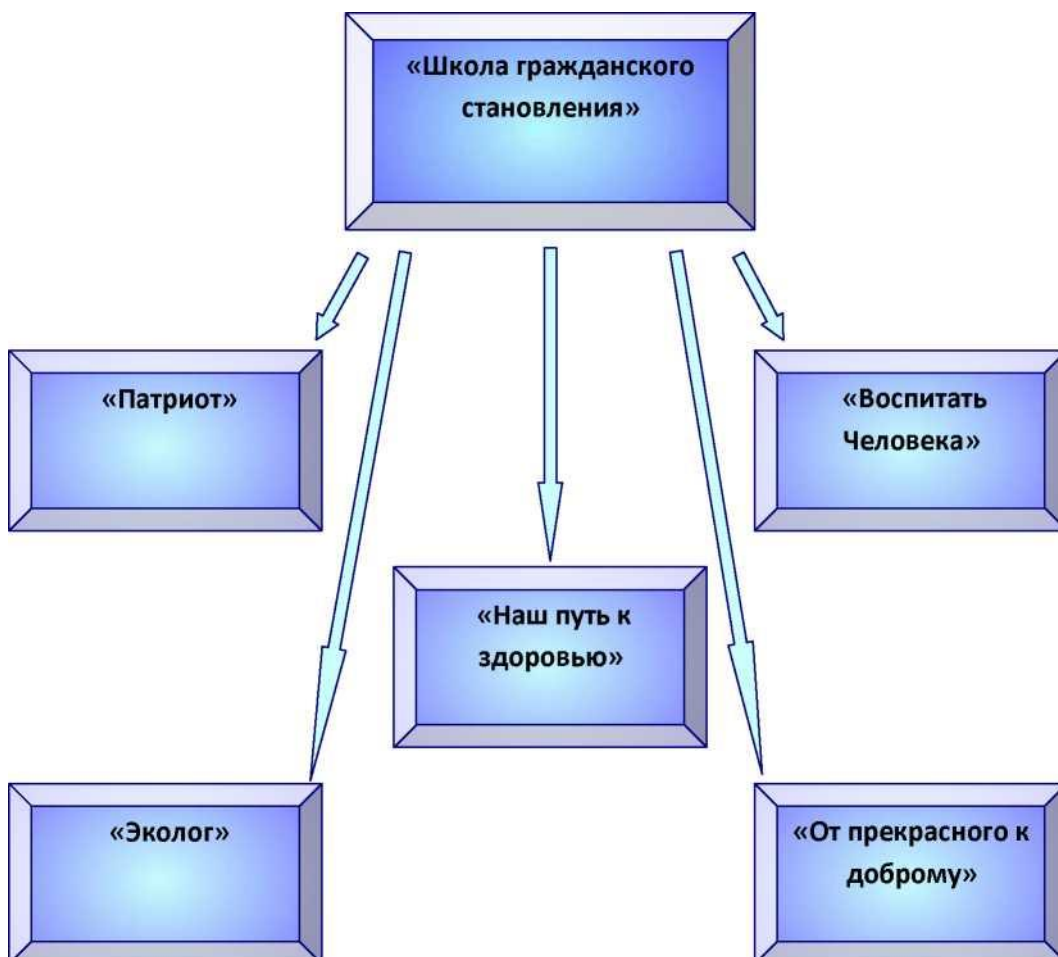 «Школа гражданского
становления»
«Патриот»
«Воспитать
Человека»
«Наш путь к
здоровью»
«Эколог»
«От прекрасного к
доброму»